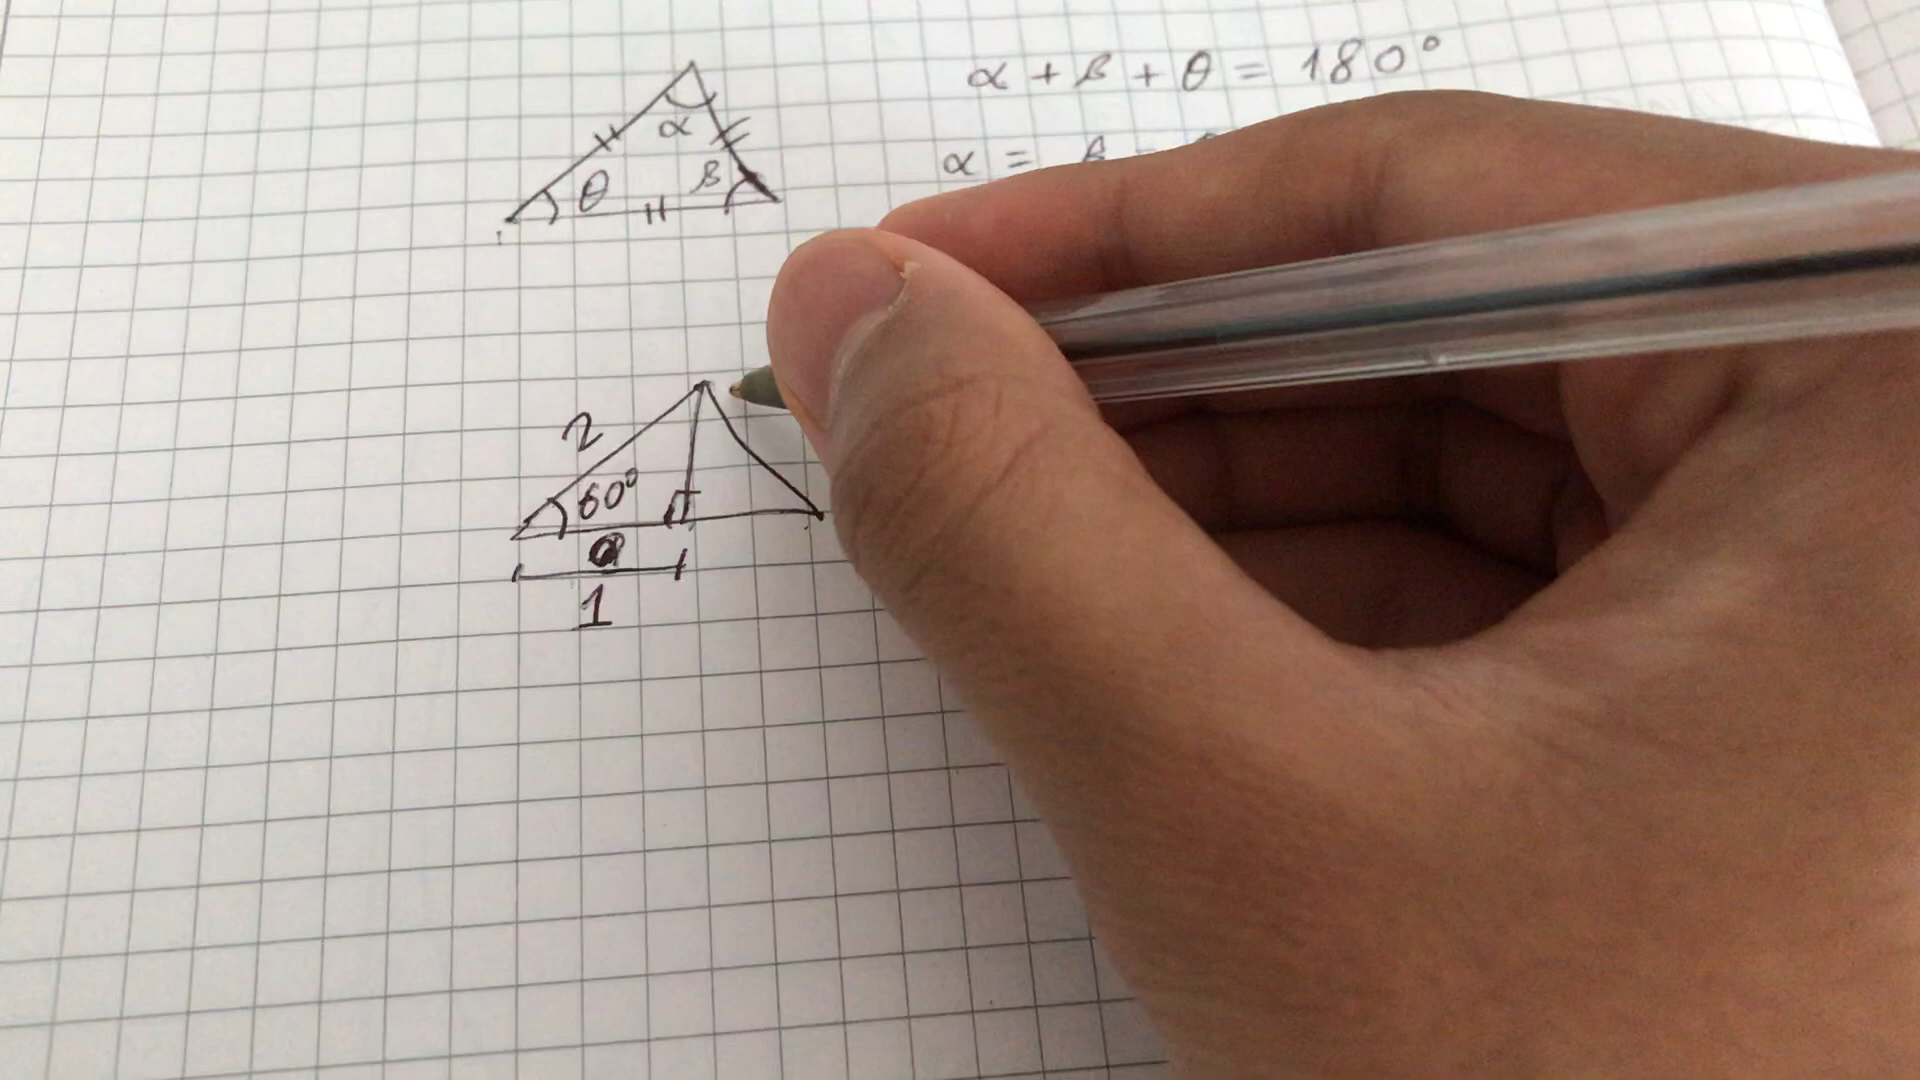 α + β + θ = 180°
α = β =
α
θ
β
2
60°
1